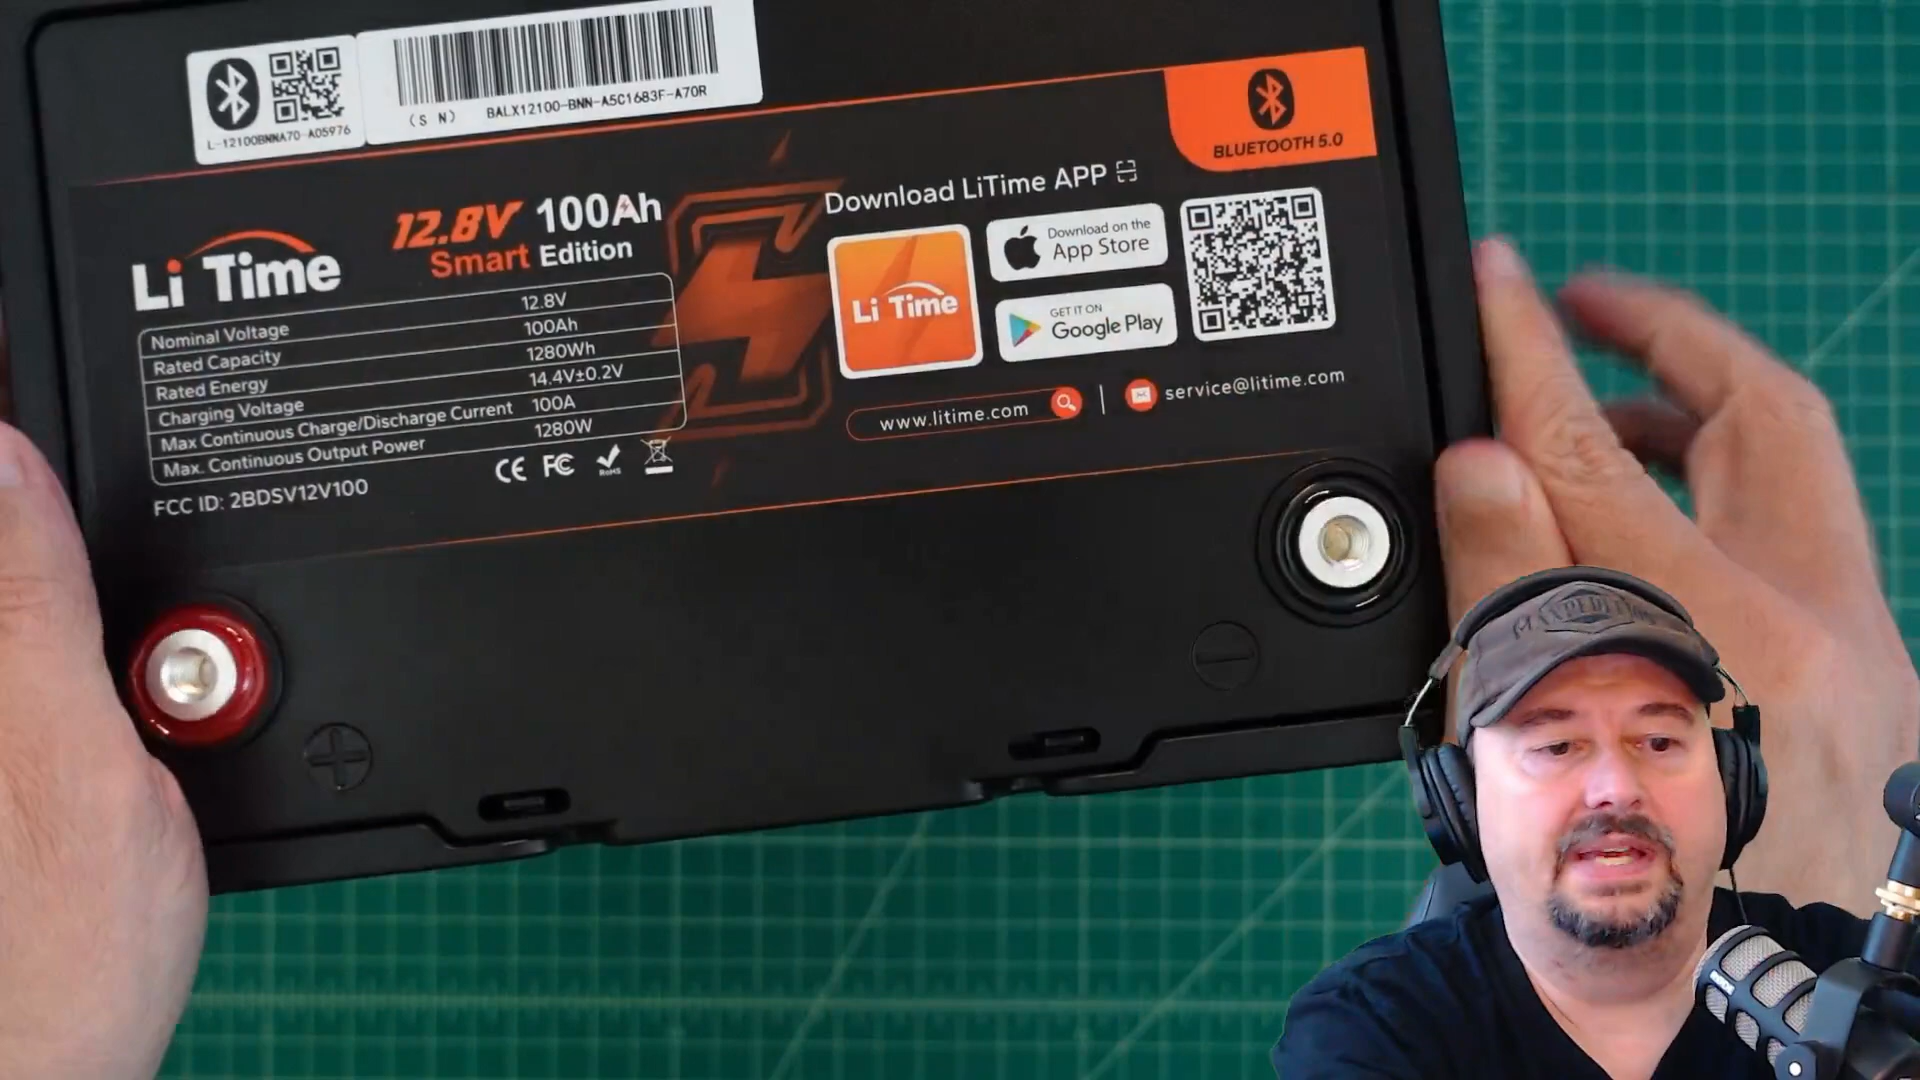 L-12100BNNA70-A05976
(S N) BALX12100-BNN-A5C1683F-A70R
BLUETOOTH 5.0
Li Time
12.8V 100Ah
Smart Edition
Nominal Voltage 12.8V
Rated Capacity 100Ah
Rated Energy 1280Wh
Charging Voltage 14.4V±0.2V
Max Continuous Charge/Discharge Current 100A
Max. Continuous Output Power 1280W
FCC ID: 2BDSV12V100
CE FC RoHS
Download LiTime APP
Li Time
Download on the
App Store
GET IT ON
Google Play
www.litime.com | service@litime.com
MAXPEDITION
RODE